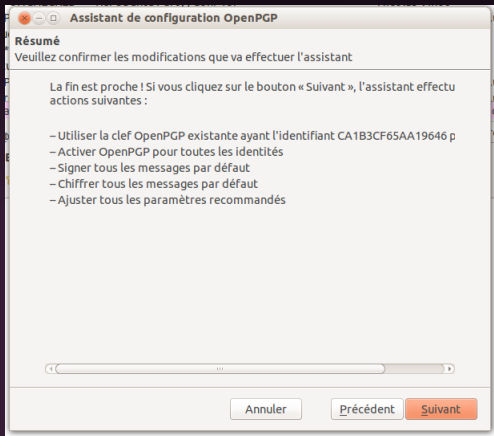 Assistant de configuration OpenPGP
Résumé
Veuillez confirmer les modifications que va effectuer l'assistant
La fin est proche ! Si vous cliquez sur le bouton « Suivant », l'assistant effectu
actions suivantes :
– Utiliser la clef OpenPGP existante ayant l'identifiant CA1B3CF65AA19646 p
– Activer OpenPGP pour toutes les identités
– Signer tous les messages par défaut
– Chiffrer tous les messages par défaut
– Ajuster tous les paramètres recommandés
Annuler Précédent Suivant